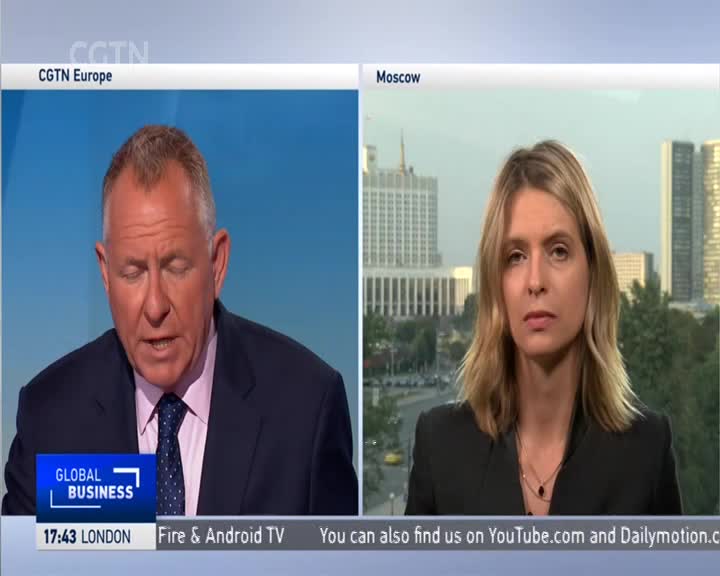 CGTN
CGTN Europe
Moscow
GLOBAL
BUSINESS
17:43 LONDON
Fire & Android TV You can also find us on YouTube.com and Dailymotion.c